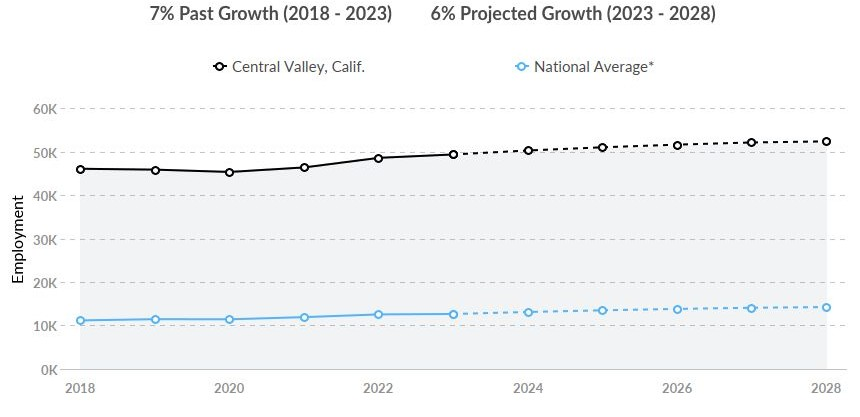 7% Past Growth (2018 - 2023) 6% Projected Growth (2023 - 2028)
Central Valley, Calif. National Average*
60K
50K
40K
30K
20K
10K
0K
Employment
2018 2020 2022 2024 2026 2028